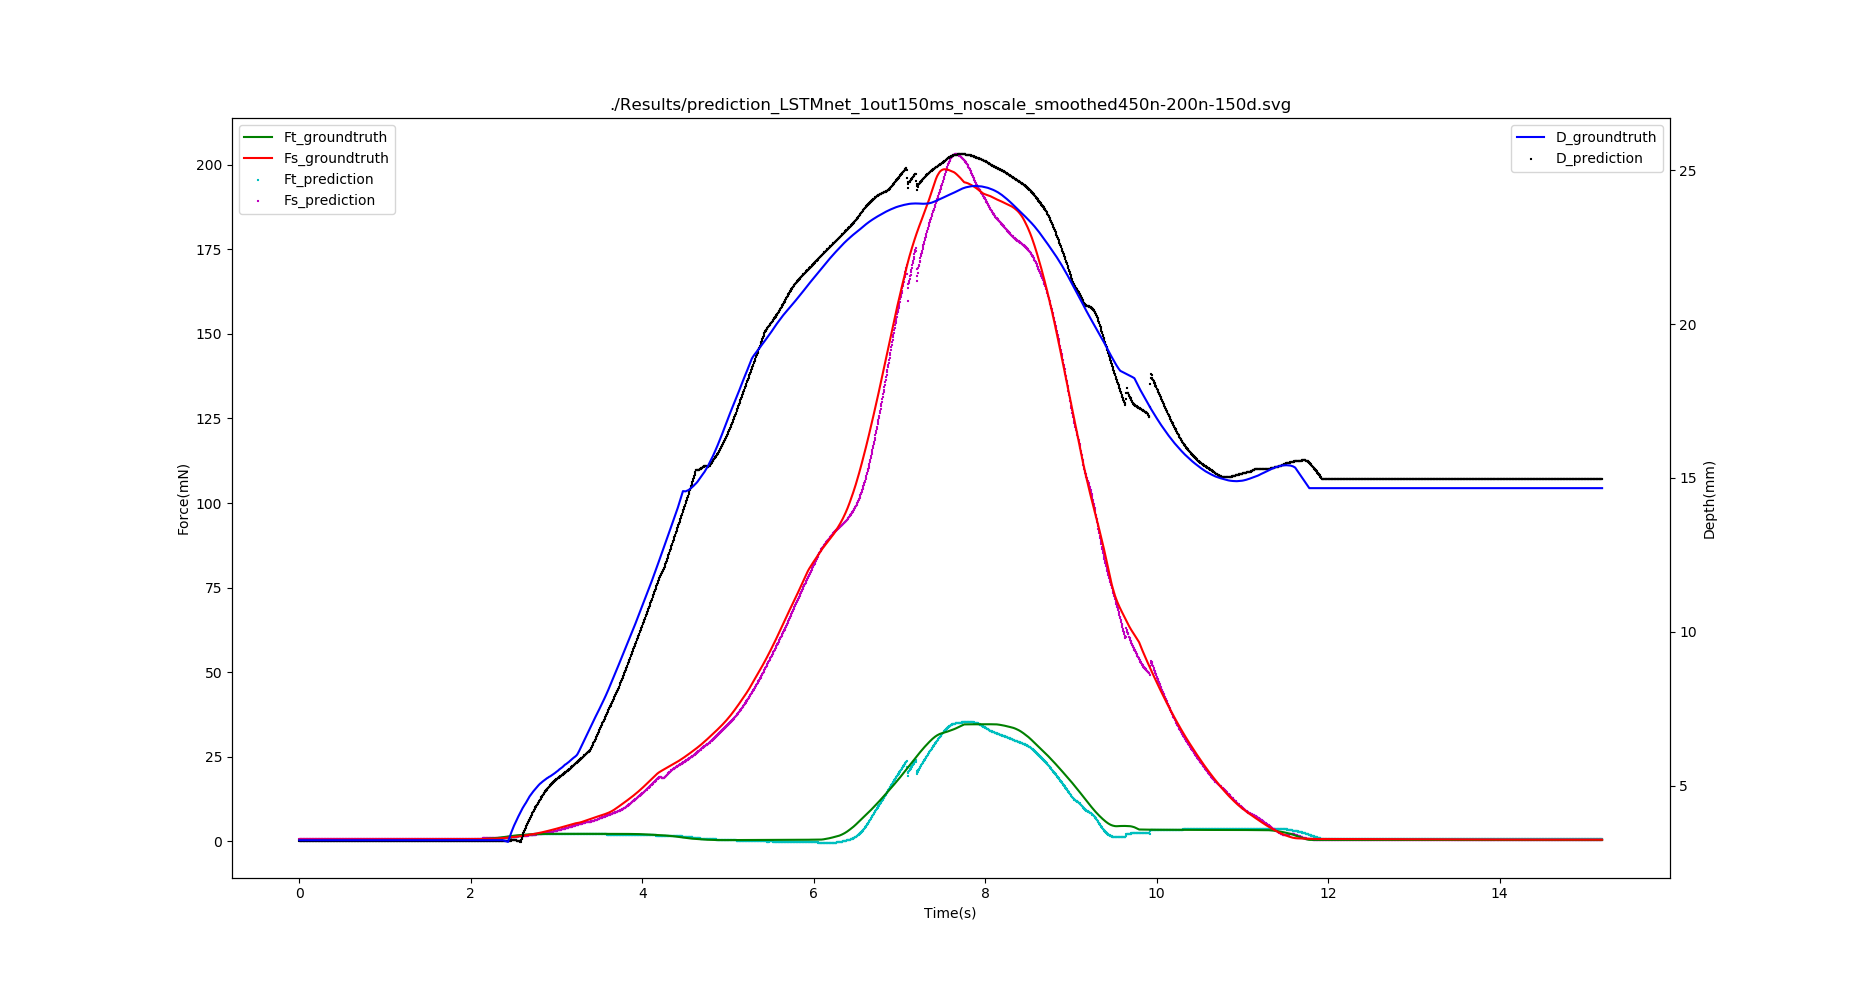 ./Results/prediction_LSTMnet_1out150ms_noscale_smoothed450n-200n-150d.svg
Ft_groundtruth
Fs_groundtruth
Ft_prediction
Fs_prediction
D_groundtruth
D_prediction
Force(mN)
200
175
150
125
100
75
50
25
0
Depth(mm)
25
20
15
10
5
0 2 4 6 8 10 12 14
Time(s)